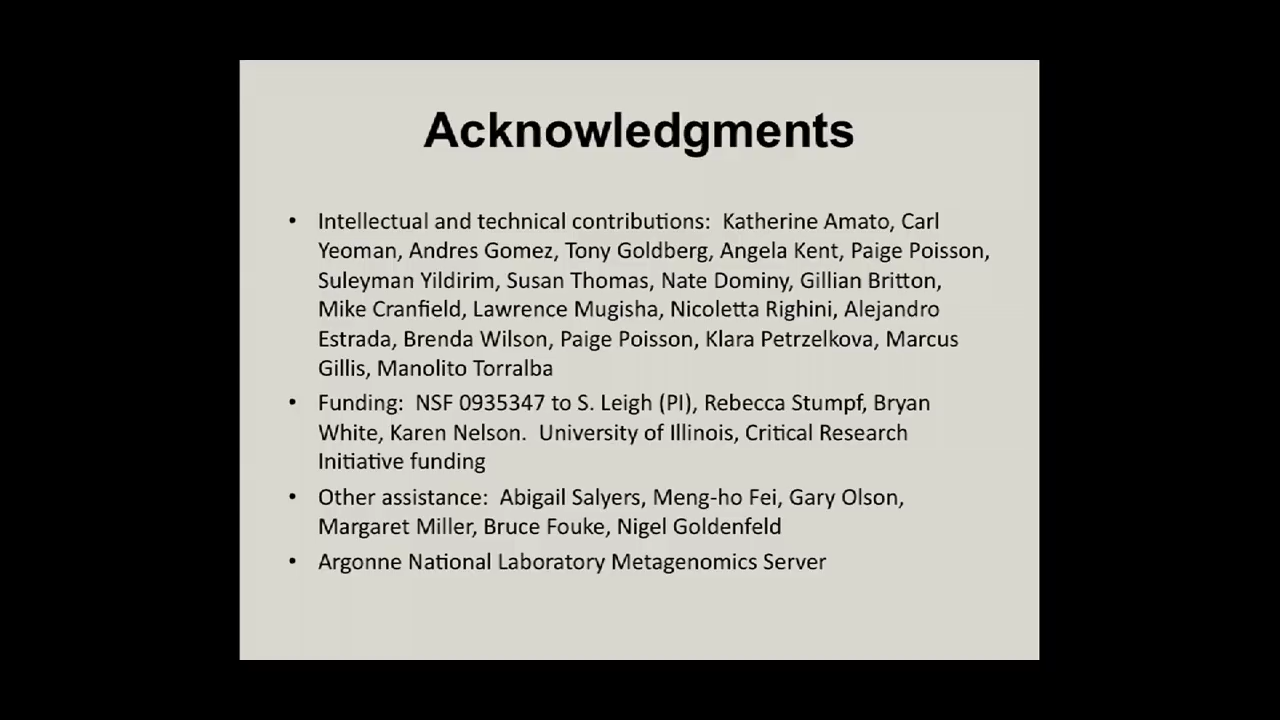 Acknowledgments
• Intellectual and technical contributions:  Katherine Amato, Carl
Yeoman, Andres Gomez, Tony Goldberg, Angela Kent, Paige Poisson,
Suleyman Yildirim, Susan Thomas, Nate Dominy, Gillian Britton,
Mike Cranfield, Lawrence Mugisha, Nicoletta Righini, Alejandro
Estrada, Brenda Wilson, Paige Poisson, Klara Petrzelkova, Marcus
Gillis, Manolito Torralba
• Funding:  NSF 0935347 to S. Leigh (PI), Rebecca Stumpf, Bryan
White, Karen Nelson.  University of Illinois, Critical Research
Initiative funding
• Other assistance:  Abigail Salyers, Meng-ho Fei, Gary Olson,
Margaret Miller, Bruce Fouke, Nigel Goldenfeld
• Argonne National Laboratory Metagenomics Server